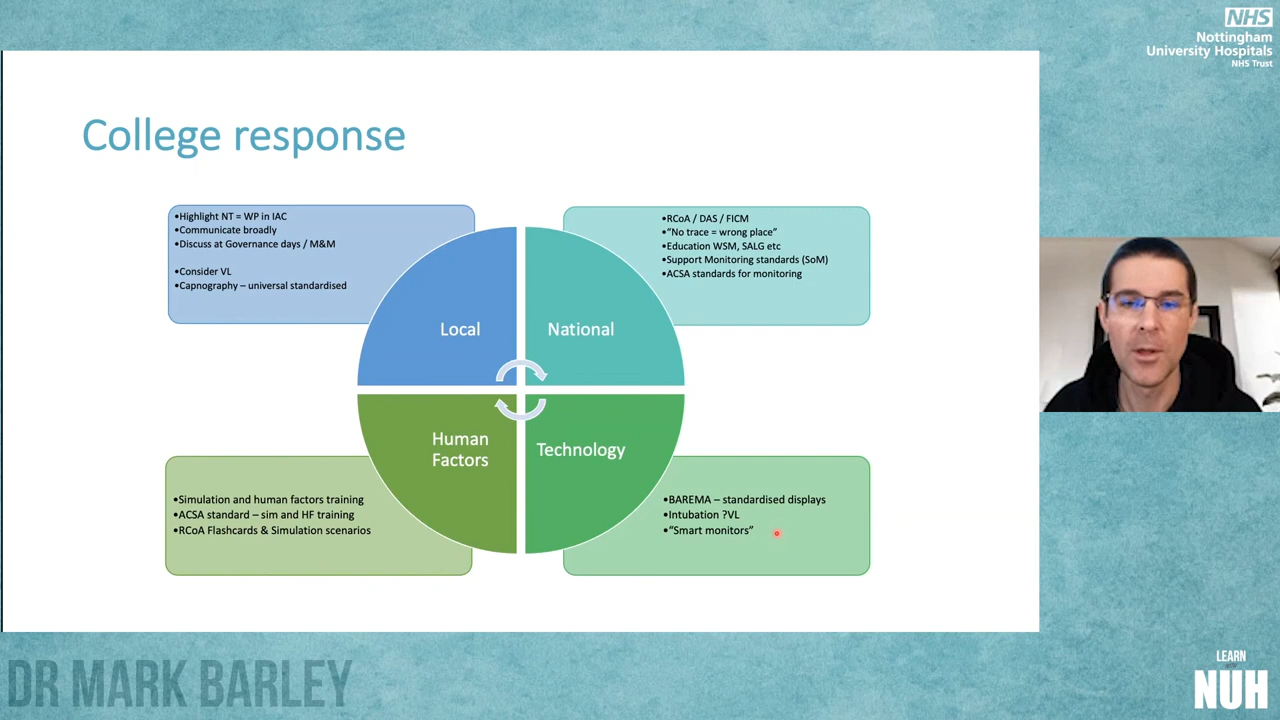 NHS
Nottingham
University Hospitals
NHS Trust
College response
•Highlight NT = WP in IAC
•Communicate broadly
•Discuss at Governance days / M&M
•Consider VL
•Capnography – universal standardised
•RCoA / DAS / FICM
•“No trace = wrong place”
•Education WSM, SALG etc
•Support Monitoring standards (SoM)
•ACSA standards for monitoring
Local
National
Human
Factors
Technology
•Simulation and human factors training
•ACSA standard – sim and HF training
•RCoA Flashcards & Simulation scenarios
•BAREMA – standardised displays
•Intubation ?VL
•“Smart monitors”
DR MARK BARLEY
LEARN
NUH